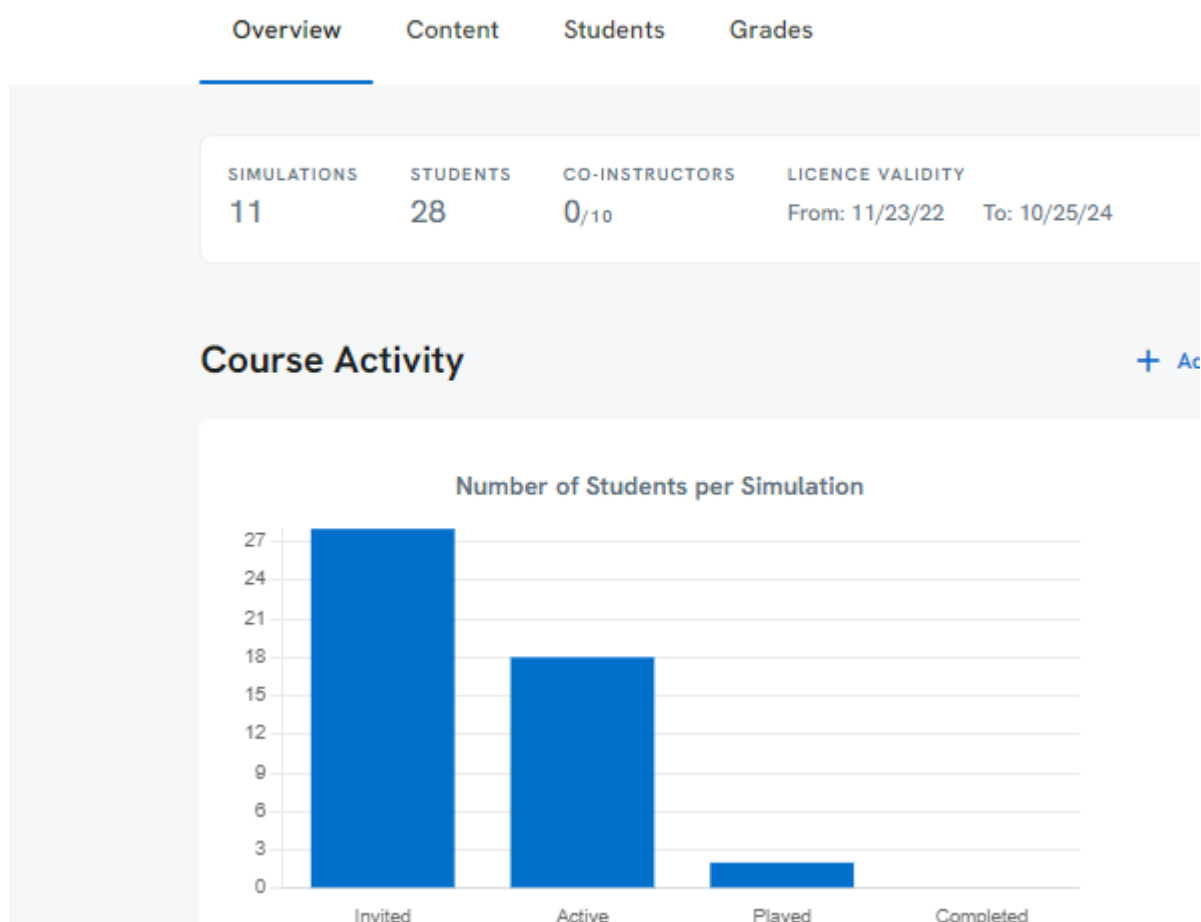 Overview Content Students Grades
SIMULATIONS STUDENTS CO-INSTRUCTORS LICENCE VALIDITY
11 28 0/10 From: 11/23/22 To: 10/25/24
Course Activity +
Number of Students per Simulation
27
24
21
18
15
12
9
6
3
0
Invited Active Played Completed